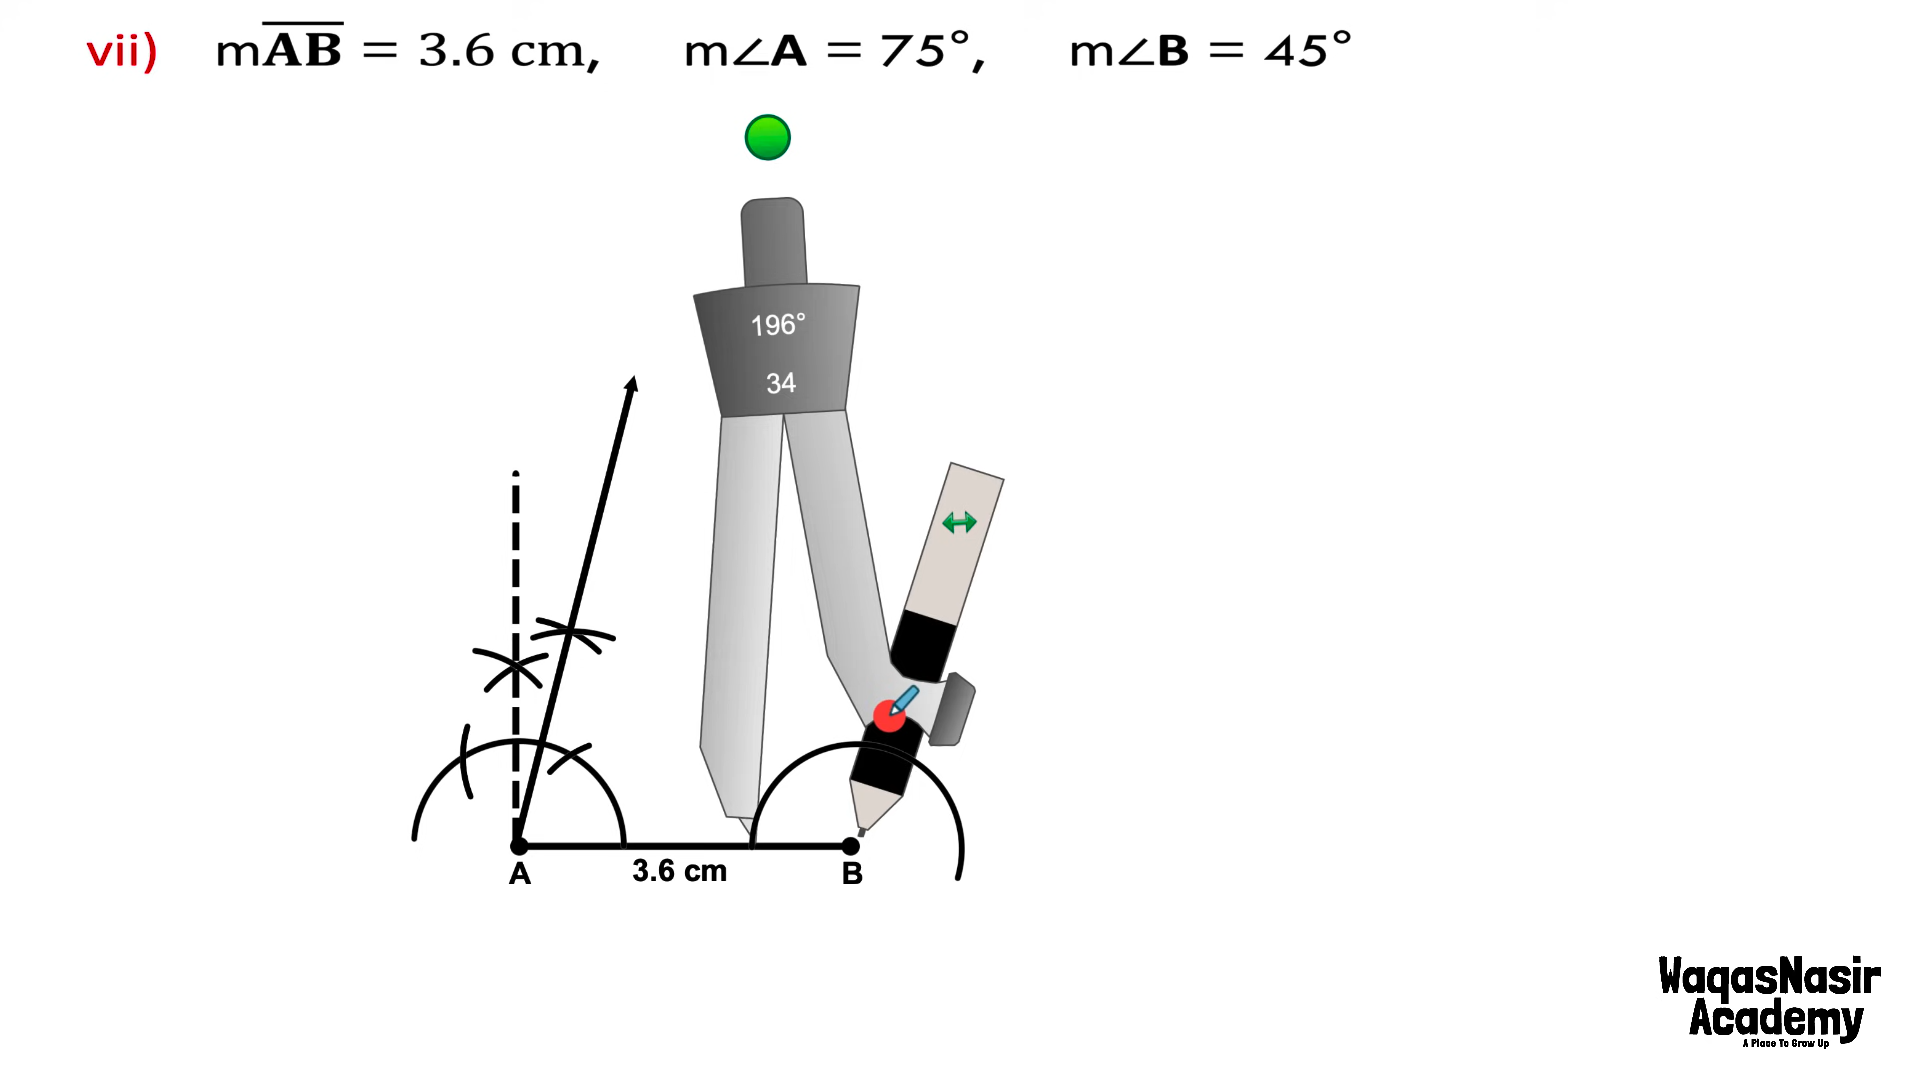 vii) mAB = 3.6 cm, m∠A = 75°, m∠B = 45°
196°
34
3.6 cm
A
B
WaqasNasir
Academy
A Place To Grow Up